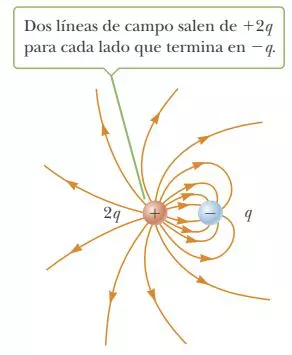 Dos líneas de campo salen de +2q
para cada lado que termina en −q.
2q + − q